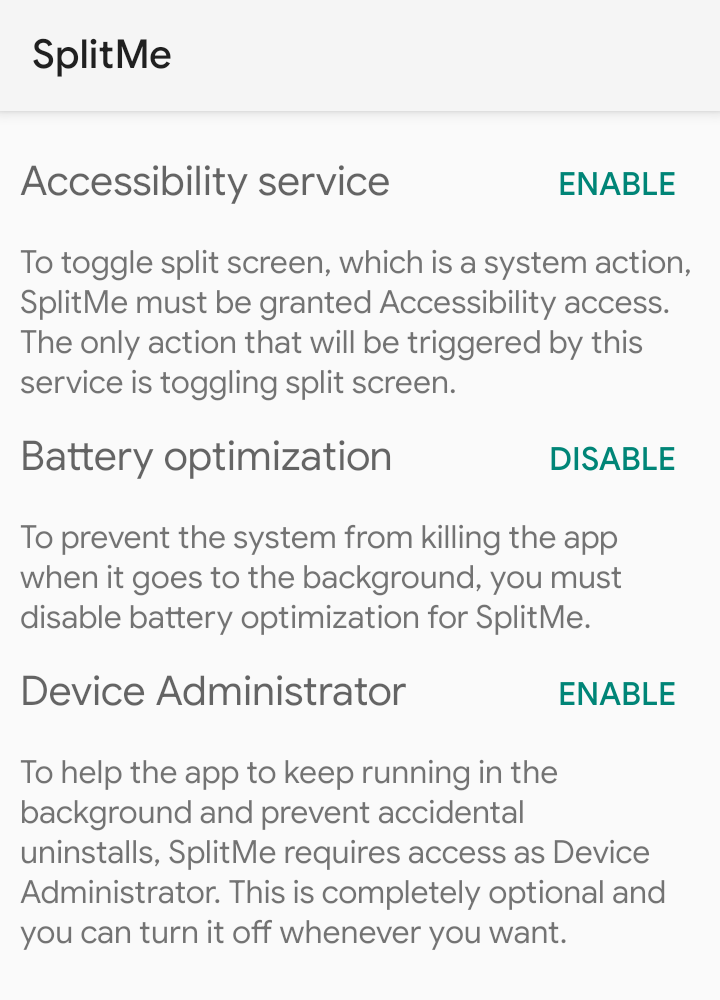 SplitMe
Accessibility service ENABLE
To toggle split screen, which is a system action,
SplitMe must be granted Accessibility access.
The only action that will be triggered by this
service is toggling split screen.
Battery optimization DISABLE
To prevent the system from killing the app
when it goes to the background, you must
disable battery optimization for SplitMe.
Device Administrator ENABLE
To help the app to keep running in the
background and prevent accidental
uninstalls, SplitMe requires access as Device
Administrator. This is completely optional and
you can turn it off whenever you want.